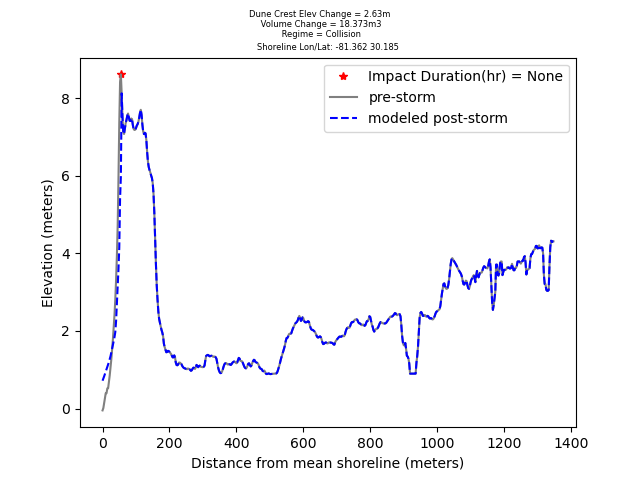 Dune Crest Elev Change = 2.63m
Volume Change = 18.373m3
Regime = Collision
Shoreline Lon/Lat: -81.362 30.185
Impact Duration(hr) = None
pre-storm
modeled post-storm
Elevation (meters)
8
6
4
2
0
0 200 400 600 800 1000 1200 1400
Distance from mean shoreline (meters)